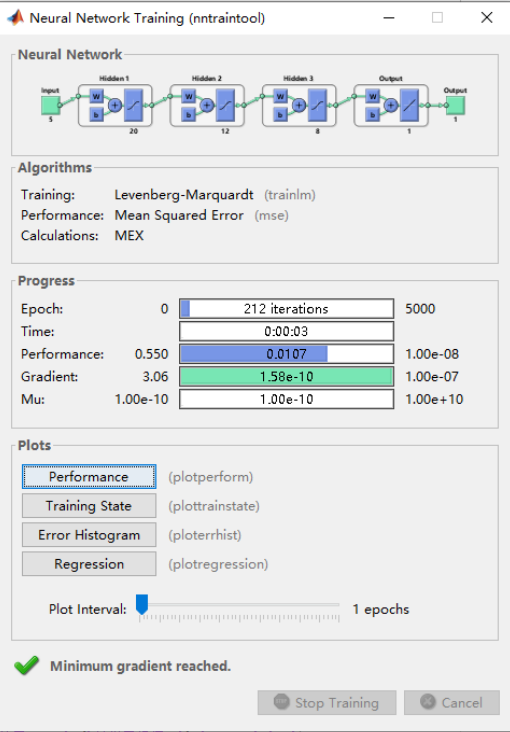 Neural Network Training (nntraintool)
Neural Network
Hidden 1 Hidden 2 Hidden 3 Output
Input Output
W W W W
b b b b
5 20 12 8 1 1
Algorithms
Training: Levenberg-Marquardt (trainlm)
Performance: Mean Squared Error (mse)
Calculations: MEX
Progress
Epoch: 0 212 iterations 5000
Time: 0:00:03
Performance: 0.550 0.0107 1.00e-08
Gradient: 3.06 1.58e-10 1.00e-07
Mu: 1.00e-10 1.00e-10 1.00e+10
Plots
Performance (plotperform)
Training State (plottrainstate)
Error Histogram (ploterrhist)
Regression (plotregression)
Plot Interval: 1 epochs
Minimum gradient reached.
Stop Training Cancel